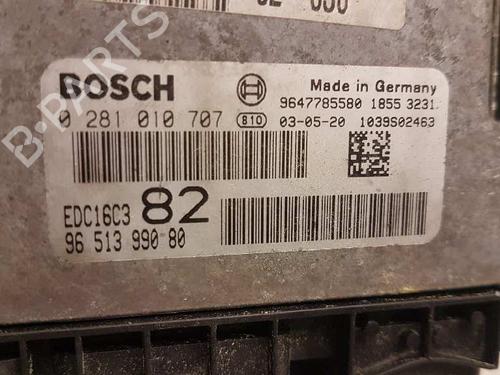 B-PARTS
BOSCH
Made in Germany
9647785580 1855 3231
0 281 010 707 810 03-05-20 1039S02463
EDC16C3 82
96 513 990 80